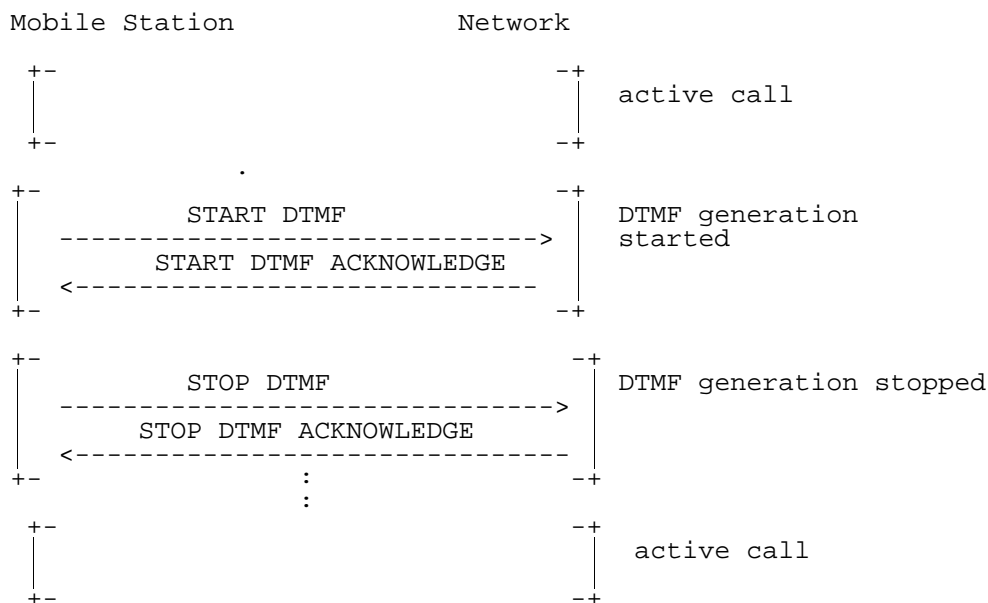 Mobile Station Network
+- -+
active call
+- -+
.
+- -+
START DTMF DTMF generation
-------------------------------> started
START DTMF ACKNOWLEDGE
<-----------------------------
+- -+
+- -+
STOP DTMF DTMF generation stopped
------------------------------->
STOP DTMF ACKNOWLEDGE
<-------------------------------
+- : -+
:
+- -+
active call
+- -+